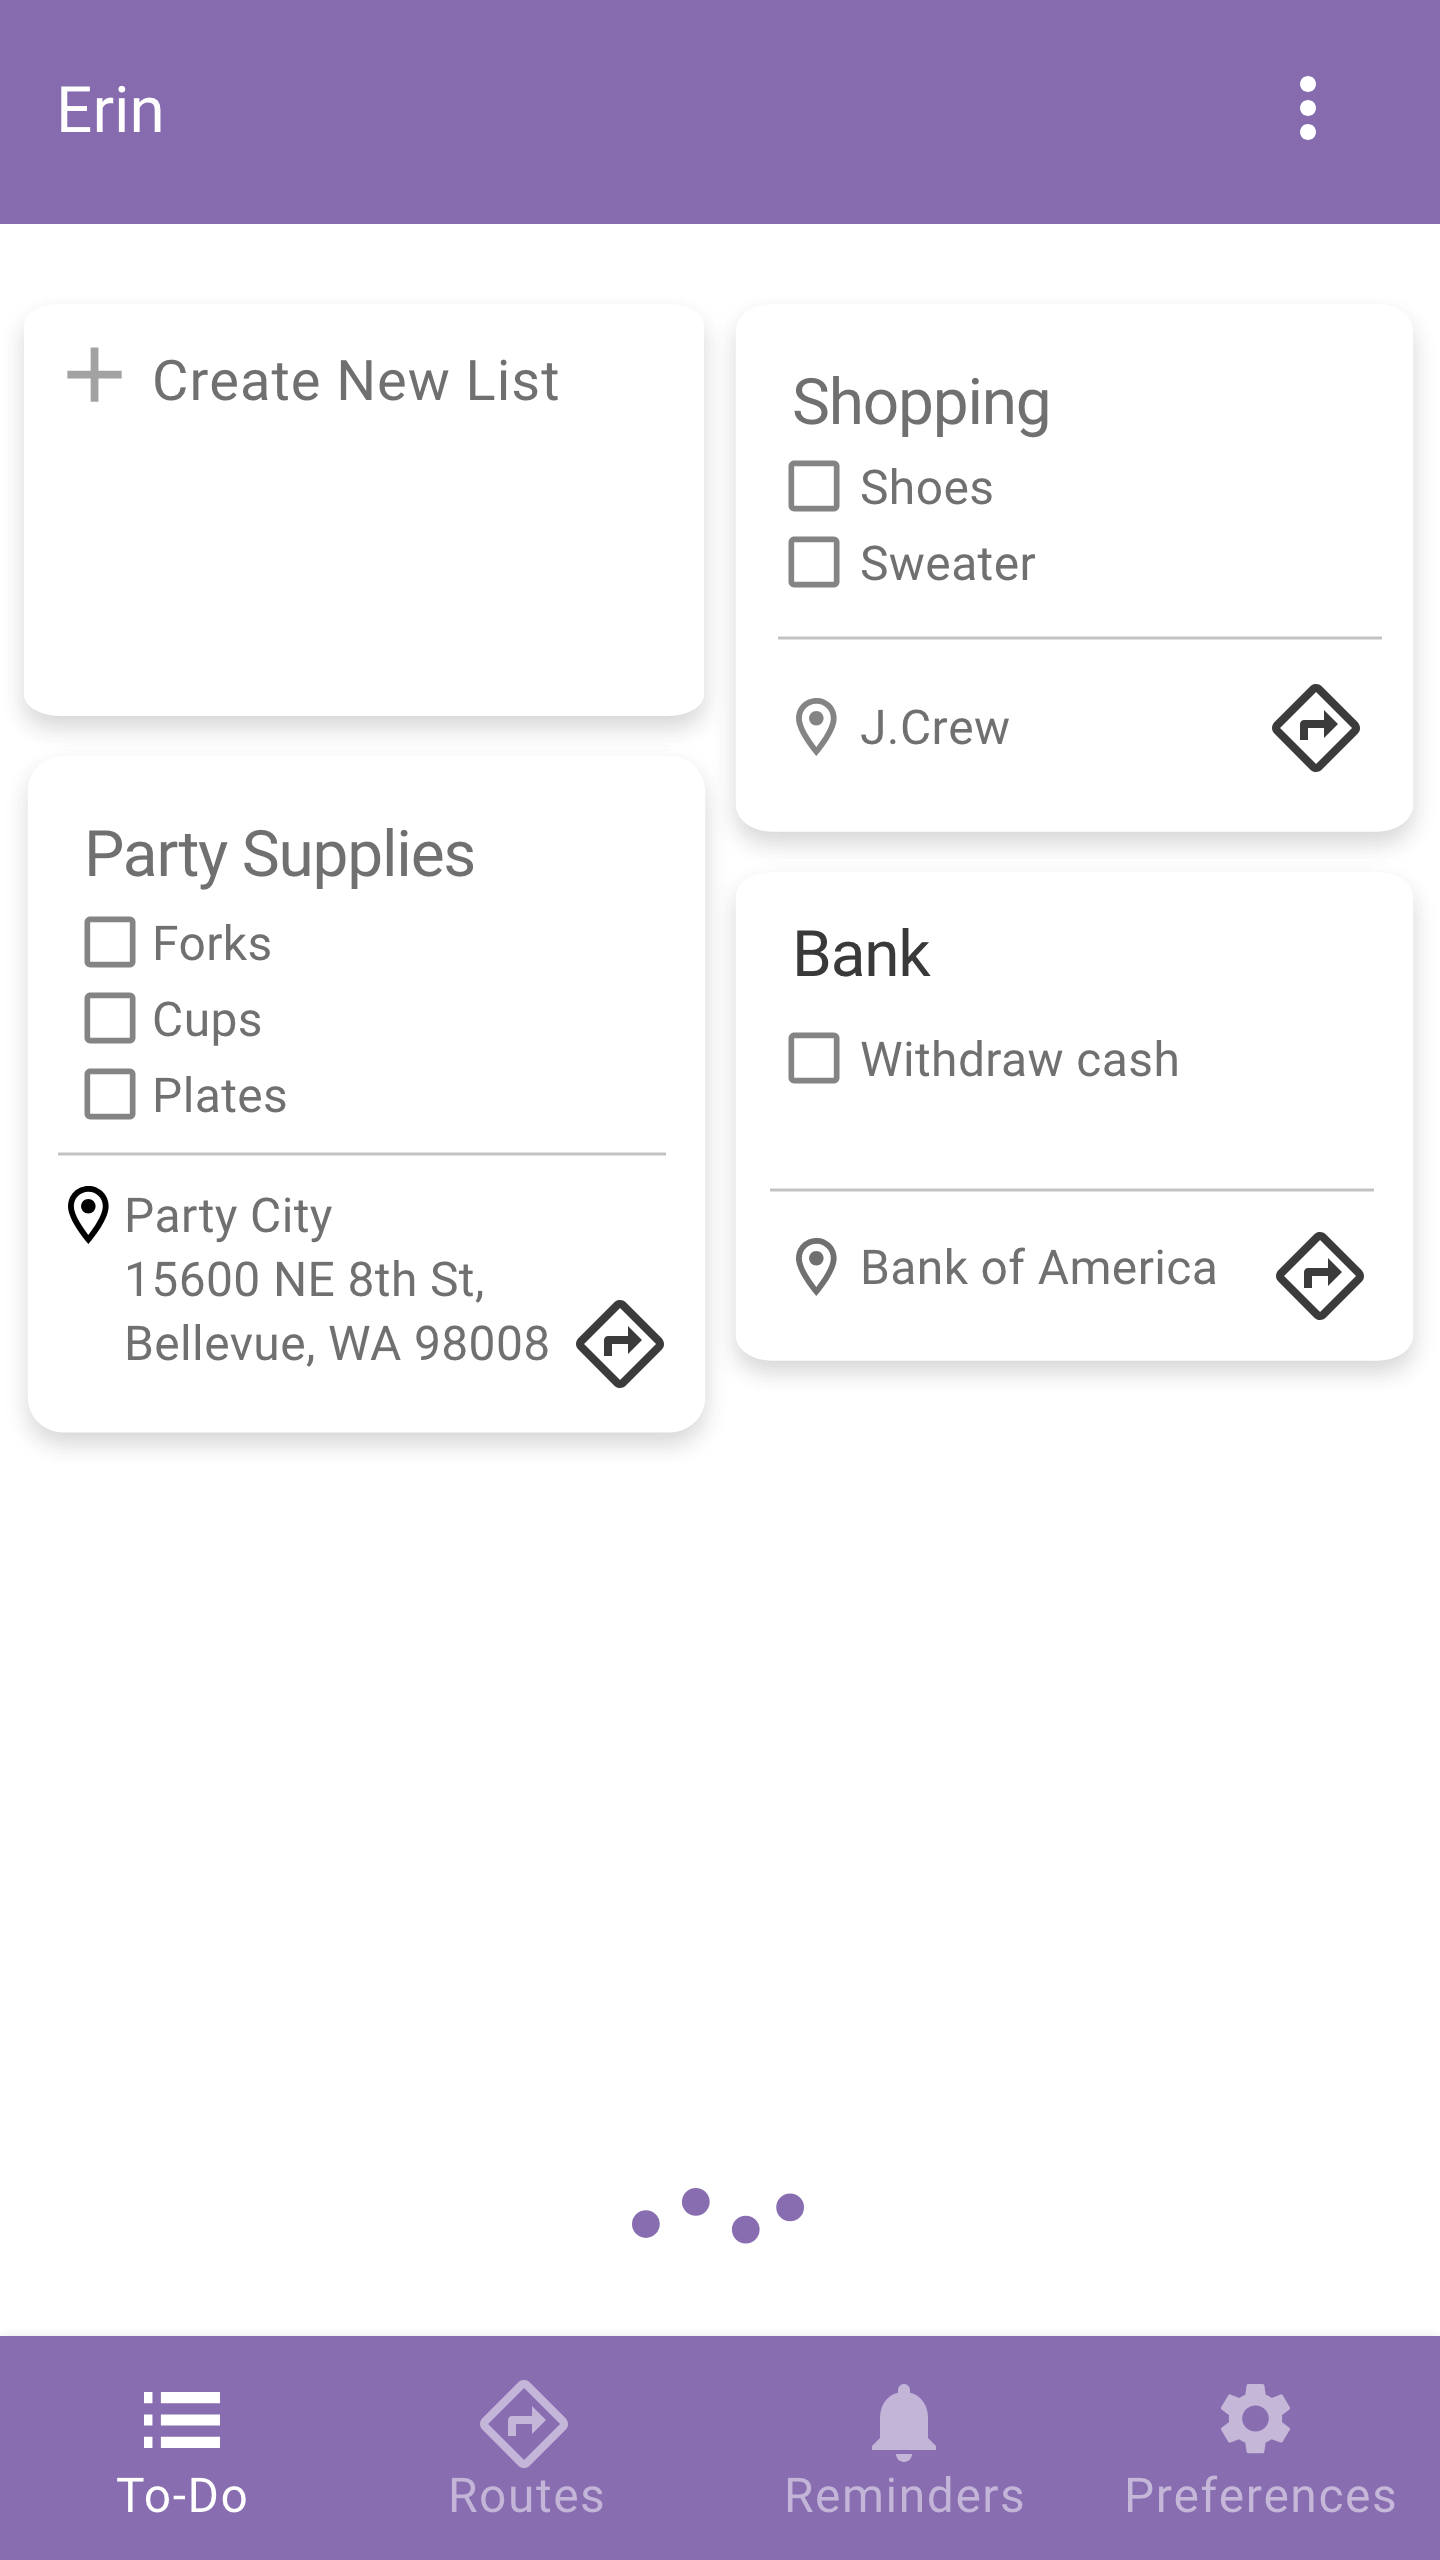 Erin
Create New List
Shopping
Shoes
Sweater
J.Crew
Party Supplies
Forks
Cups
Plates
Party City
15600 NE 8th St,
Bellevue, WA 98008
Bank
Withdraw cash
Bank of America
To-Do
Routes
Reminders
Preferences